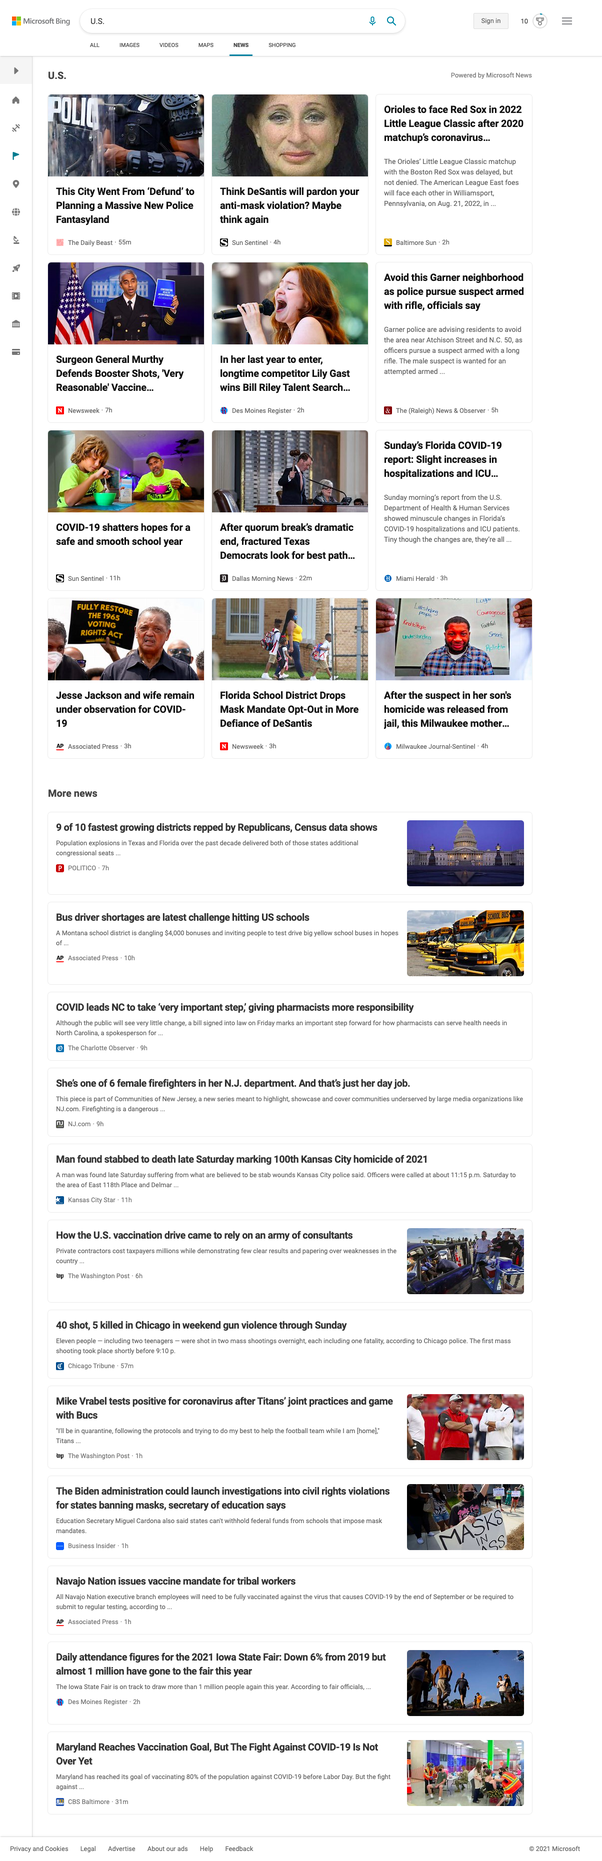 Microsoft Bing
U.S.
Sign in
10
ALL IMAGES VIDEOS MAPS NEWS SHOPPING
U.S.
Powered by Microsoft News
POLIC
This City Went From ‘Defund’ to
Planning a Massive New Police
Fantasyland
The Daily Beast · 55m
Think DeSantis will pardon your
anti-mask violation? Maybe
think again
Sun Sentinel · 4h
Orioles to face Red Sox in 2022
Little League Classic after 2020
matchup’s coronavirus...
The Orioles’ Little League Classic matchup
with the Boston Red Sox was delayed, but
not denied. The American League East foes
will face each other in Williamsport,
Pennsylvania, on Aug. 21, 2022, in ...
Baltimore Sun · 2h
Surgeon General Murthy
Defends Booster Shots, 'Very
Reasonable' Vaccine...
Newsweek · 7h
In her last year to enter,
longtime competitor Lily Gast
wins Bill Riley Talent Search...
Des Moines Register · 2h
Avoid this Garner neighborhood
as police pursue suspect armed
with rifle, officials say
Garner police are advising residents to avoid
the area near Atchison Street and N.C. 50, as
officers pursue a suspect armed with a long
rifle. The male suspect is wanted for an
attempted armed ...
The (Raleigh) News & Observer · 5h
COVID-19 shatters hopes for a
safe and smooth school year
Sun Sentinel · 11h
After quorum break’s dramatic
end, fractured Texas
Democrats look for best path...
Dallas Morning News · 22m
Sunday’s Florida COVID-19
report: Slight increases in
hospitalizations and ICU...
Sunday morning’s report from the U.S.
Department of Health & Human Services
showed minuscule changes in Florida’s
COVID-19 hospitalizations and ICU patients.
Tiny though the changes are, they’re all ...
Miami Herald · 3h
FULLY RESTORE
THE 1965
VOTING
RIGHTS ACT
Jesse Jackson and wife remain
under observation for COVID-
19
AP Associated Press · 3h
Florida School District Drops
Mask Mandate Opt-Out in More
Defiance of DeSantis
Newsweek · 3h
After the suspect in her son's
homicide was released from
jail, this Milwaukee mother...
Milwaukee Journal-Sentinel · 4h
More news
9 of 10 fastest growing districts repped by Republicans, Census data shows
Population explosions in Texas and Florida over the past decade delivered both of those states additional
congressional seats ...
POLITICO · 7h
Bus driver shortages are latest challenge hitting US schools
A Montana school district is dangling $4,000 bonuses and inviting people to test drive big yellow school buses in hopes
of ...
AP Associated Press · 10h
SCHOOL BUS
COVID leads NC to take ‘very important step,’ giving pharmacists more responsibility
Although the public will see very little change, a bill signed into law on Friday marks an important step forward for how pharmacists can serve health needs in
North Carolina, a spokesperson for ...
The Charlotte Observer · 9h
She’s one of 6 female firefighters in her N.J. department. And that’s just her day job.
This piece is part of Communities of New Jersey, a new series meant to highlight, showcase and cover communities underserved by large media organizations like
NJ.com. Firefighting is a dangerous ...
NJ.com · 9h
Man found stabbed to death late Saturday marking 100th Kansas City homicide of 2021
A man was found late Saturday suffering from what are believed to be stab wounds Kansas City police said. Officers were called at about 11:15 p.m. Saturday to
the area of East 118th Place and Delmar ...
Kansas City Star · 11h
How the U.S. vaccination drive came to rely on an army of consultants
Private contractors cost taxpayers millions while demonstrating few clear results and papering over weaknesses in the
country ...
wp The Washington Post · 6h
40 shot, 5 killed in Chicago in weekend gun violence through Sunday
Eleven people — including two teenagers — were shot in two mass shootings overnight, each including one fatality, according to Chicago police. The first mass
shooting took place shortly before 9:10 p.
Chicago Tribune · 57m
Mike Vrabel tests positive for coronavirus after Titans’ joint practices and game
with Bucs
“I’ll be in quarantine, following the protocols and trying to do my best to help the football team while I am [home],”
Titans ...
wp The Washington Post · 1h
The Biden administration could launch investigations into civil rights violations
for states banning masks, secretary of education says
Education Secretary Miguel Cardona also said states can't withhold federal funds from schools that impose mask
mandates.
Business Insider · 1h
MASKS
IN
Navajo Nation issues vaccine mandate for tribal workers
All Navajo Nation executive branch employees will need to be fully vaccinated against the virus that causes COVID-19 by the end of September or be required to
submit to regular testing, according to ...
AP Associated Press · 1h
Daily attendance figures for the 2021 Iowa State Fair: Down 6% from 2019 but
almost 1 million have gone to the fair this year
The Iowa State Fair is on track to draw more than 1 million people again this year. According to fair officials, ...
Des Moines Register · 2h
Maryland Reaches Vaccination Goal, But The Fight Against COVID-19 Is Not
Over Yet
Maryland has reached its goal of vaccinating 80% of the population against COVID-19 before Labor Day. But the fight
against ...
CBS Baltimore · 31m
Privacy and Cookies Legal Advertise About our ads Help Feedback © 2021 Microsoft